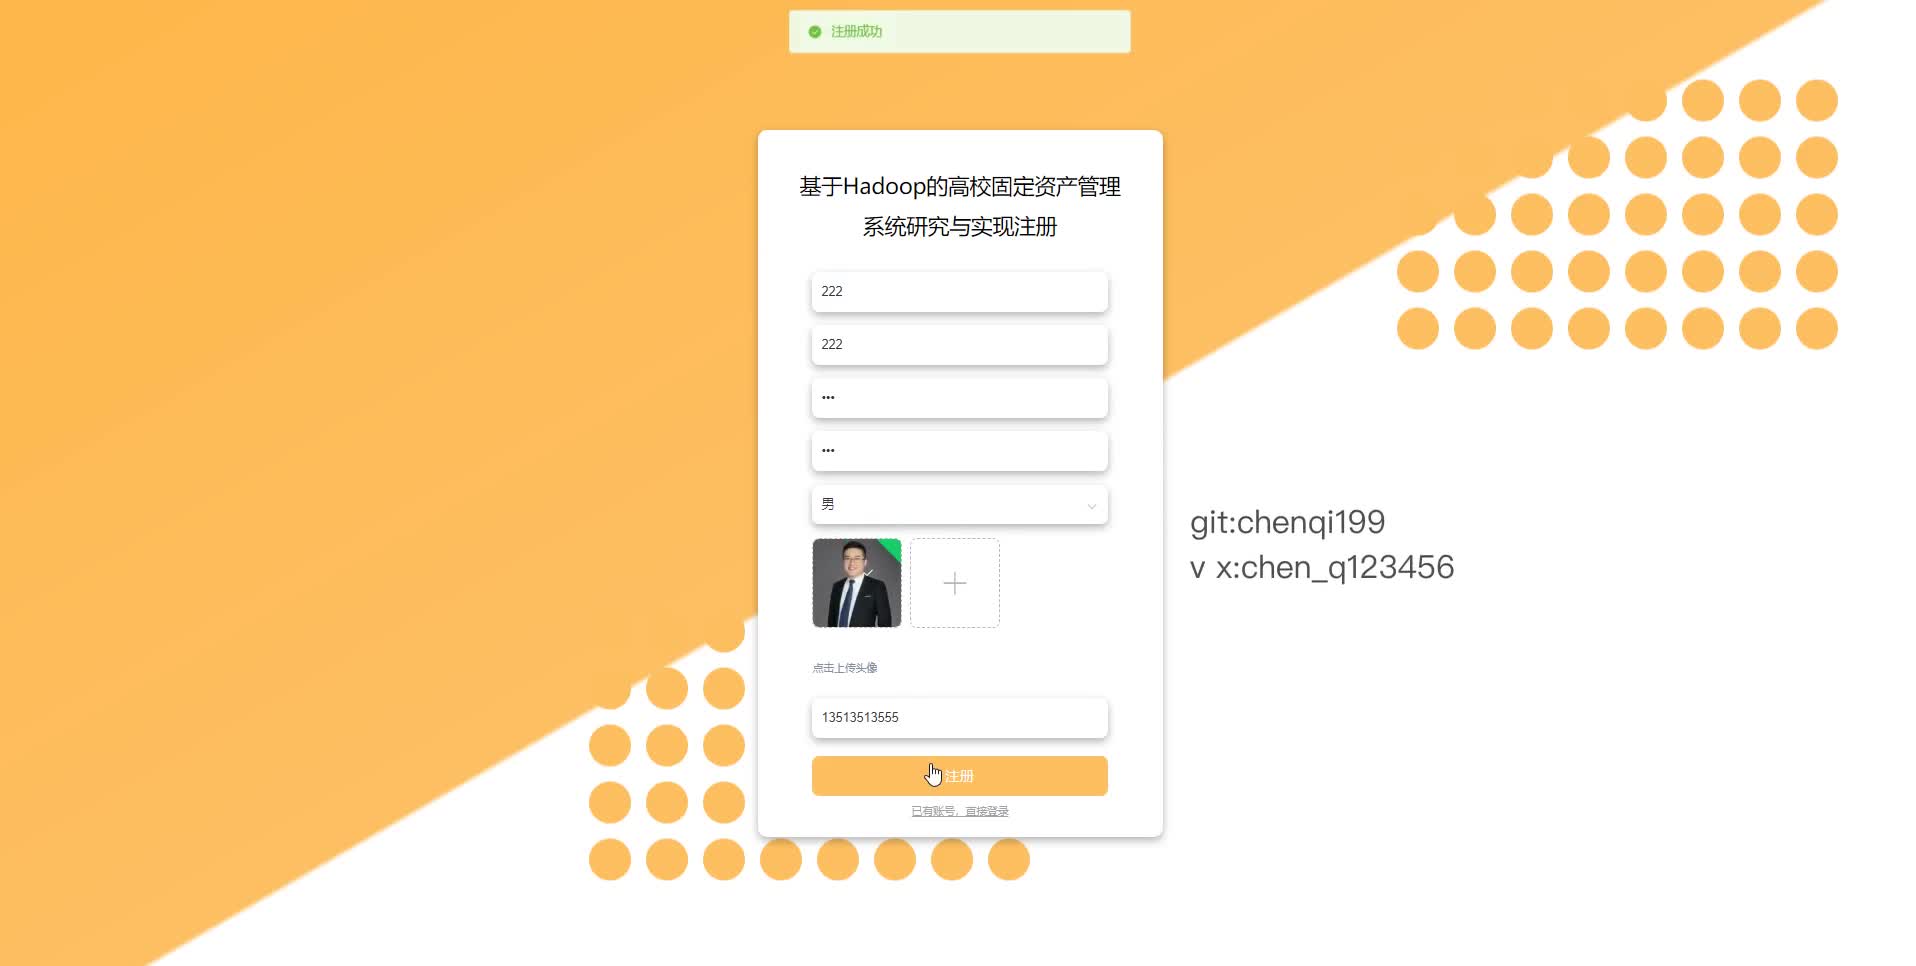 注册成功
基于Hadoop的高校固定资产管理
系统研究与实现注册
222
222
•••
•••
男
点击上传头像
13513513555
注册
已有账号，直接登录
git:chenqi199
v x:chen_q123456